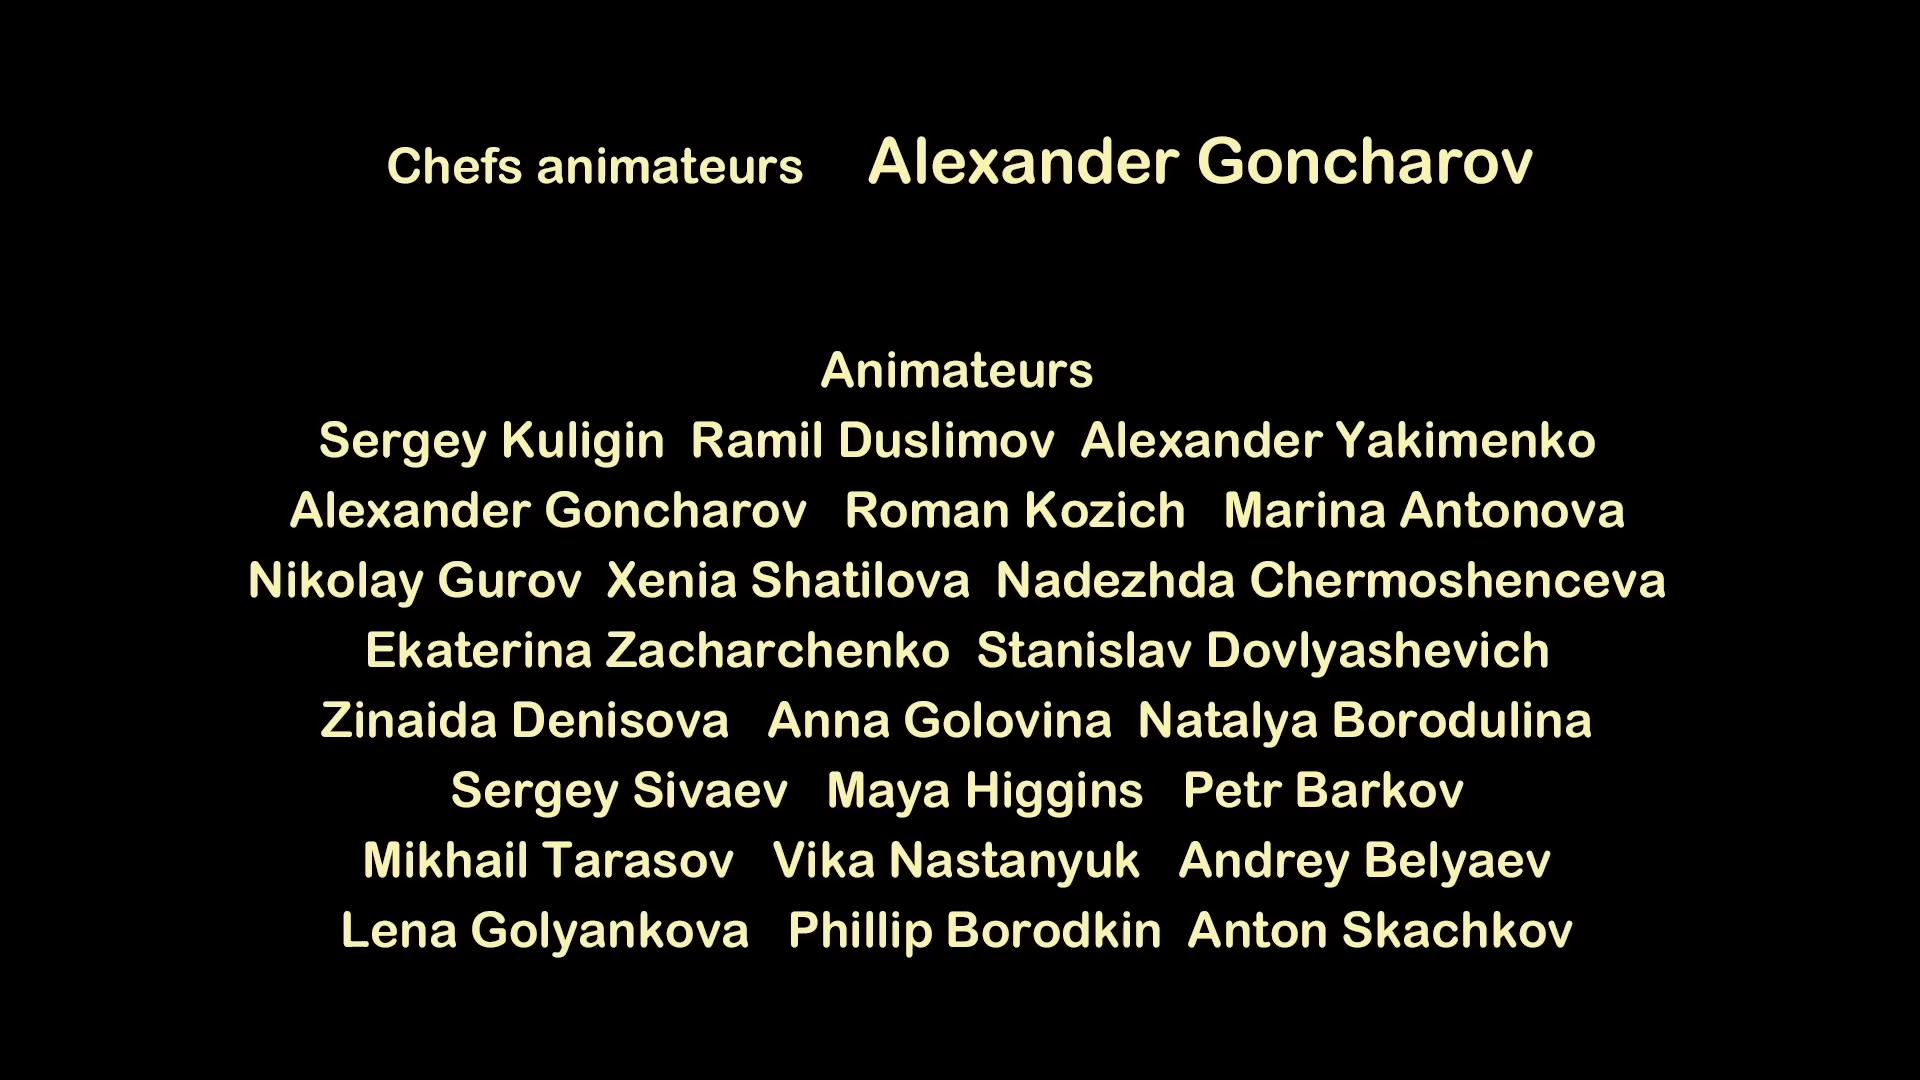 Chefs animateurs Alexander Goncharov
Animateurs
Sergey Kuligin Ramil Duslimov Alexander Yakimenko
Alexander Goncharov Roman Kozich Marina Antonova
Nikolay Gurov Xenia Shatilova Nadezhda Chermoshenceva
Ekaterina Zacharchenko Stanislav Dovlyashevich
Zinaida Denisova Anna Golovina Natalya Borodulina
Sergey Sivaev Maya Higgins Petr Barkov
Mikhail Tarasov Vika Nastanyuk Andrey Belyaev
Lena Golyankova Phillip Borodkin Anton Skachkov